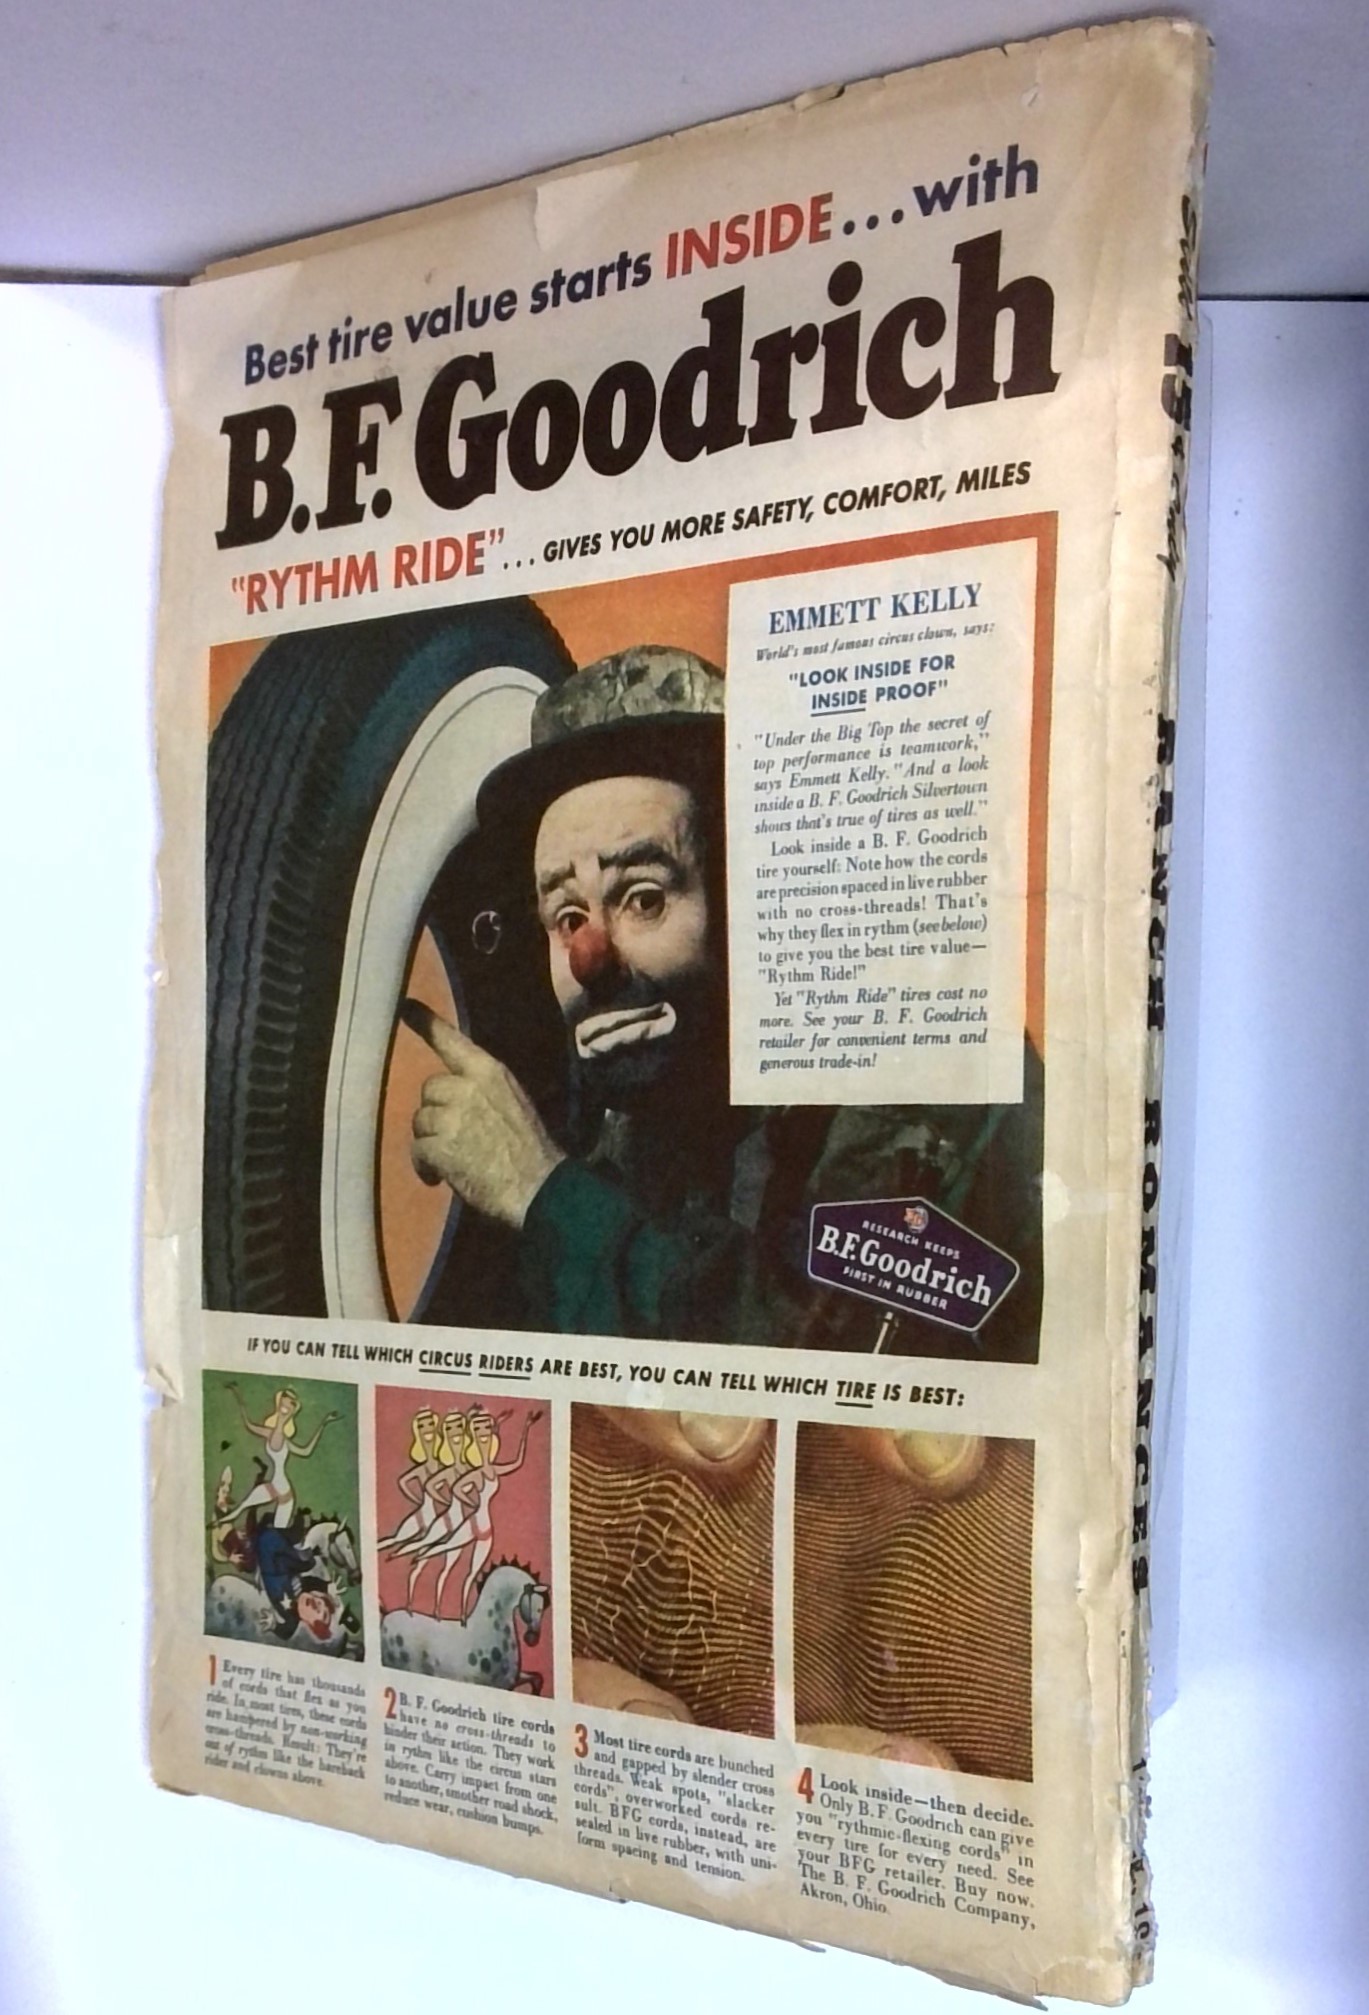 Best tire value starts INSIDE...with
B.F. Goodrich
"RYTHM RIDE"...GIVES YOU MORE SAFETY, COMFORT, MILES
EMMETT KELLY
World's most famous circus clown, says:
"LOOK INSIDE FOR
INSIDE PROOF"
"Under the Big Top the secret of
top performance is teamwork,"
says Emmett Kelly. "And a look
inside a B. F. Goodrich Silvertown
shows that's true of tires as well."
Look inside a B. F. Goodrich
tire yourself: Note how the cords
are precision spaced in live rubber
with no cross-threads! That's
why they flex in rythm (see below)
to give you the best tire value—
"Rythm Ride!"
Yet "Rythm Ride" tires cost no
more. See your B. F. Goodrich
retailer for convenient terms and
generous trade-in!
RESEARCH KEEPS
B.F. Goodrich
FIRST IN RUBBER
IF YOU CAN TELL WHICH CIRCUS RIDERS ARE BEST, YOU CAN TELL WHICH TIRE IS BEST:
1 Every tire has thousands
of cords that flex as you
ride. In most tires, these cords
are hampered by non-working
cross-threads. Result: They're
out of rythm like the bareback
rider and clowns above.
2 B. F. Goodrich tire cords
have no cross-threads to
hinder their action. They work
in rythm like the circus stars
above. Carry impact from one
to another, smother road shock,
reduce wear, cushion bumps.
3 Most tire cords are bunched
and gapped by slender cross
threads. Weak spots, "slacker
cords", overworked cords re-
sult. BFG cords, instead, are
sealed in live rubber, with uni-
form spacing and tension.
4 Look inside—then decide.
Only B. F. Goodrich can give
you "rythmic-flexing cords" in
every tire for every need. See
your BFG retailer. Buy now.
The B. F. Goodrich Company,
Akron, Ohio.
RANCH ROMANCES